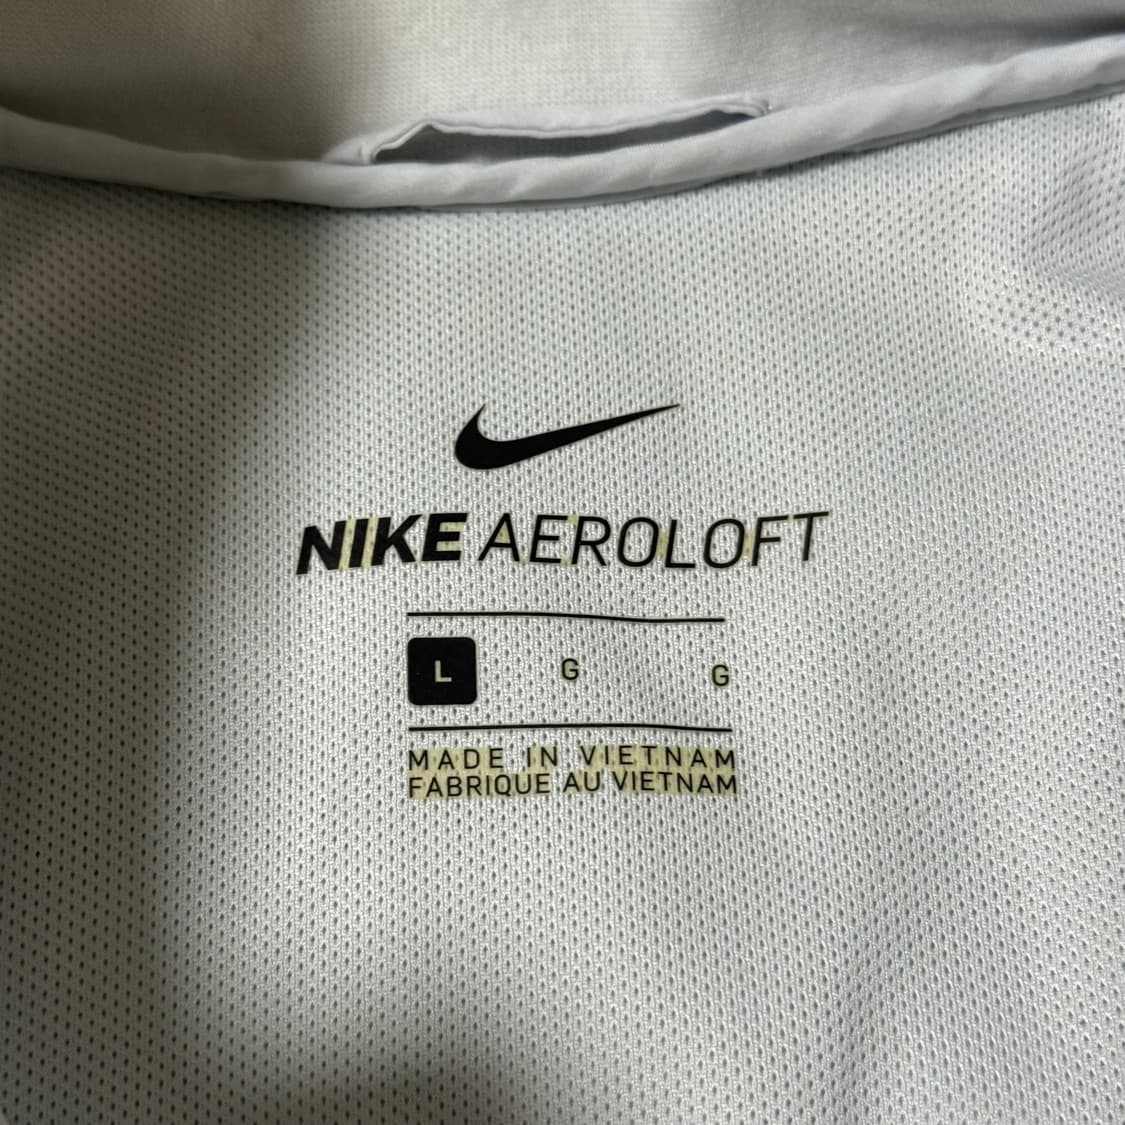 NIKE AEROLOFT
L G G
MADE IN VIETNAM
FABRIQUE AU VIETNAM